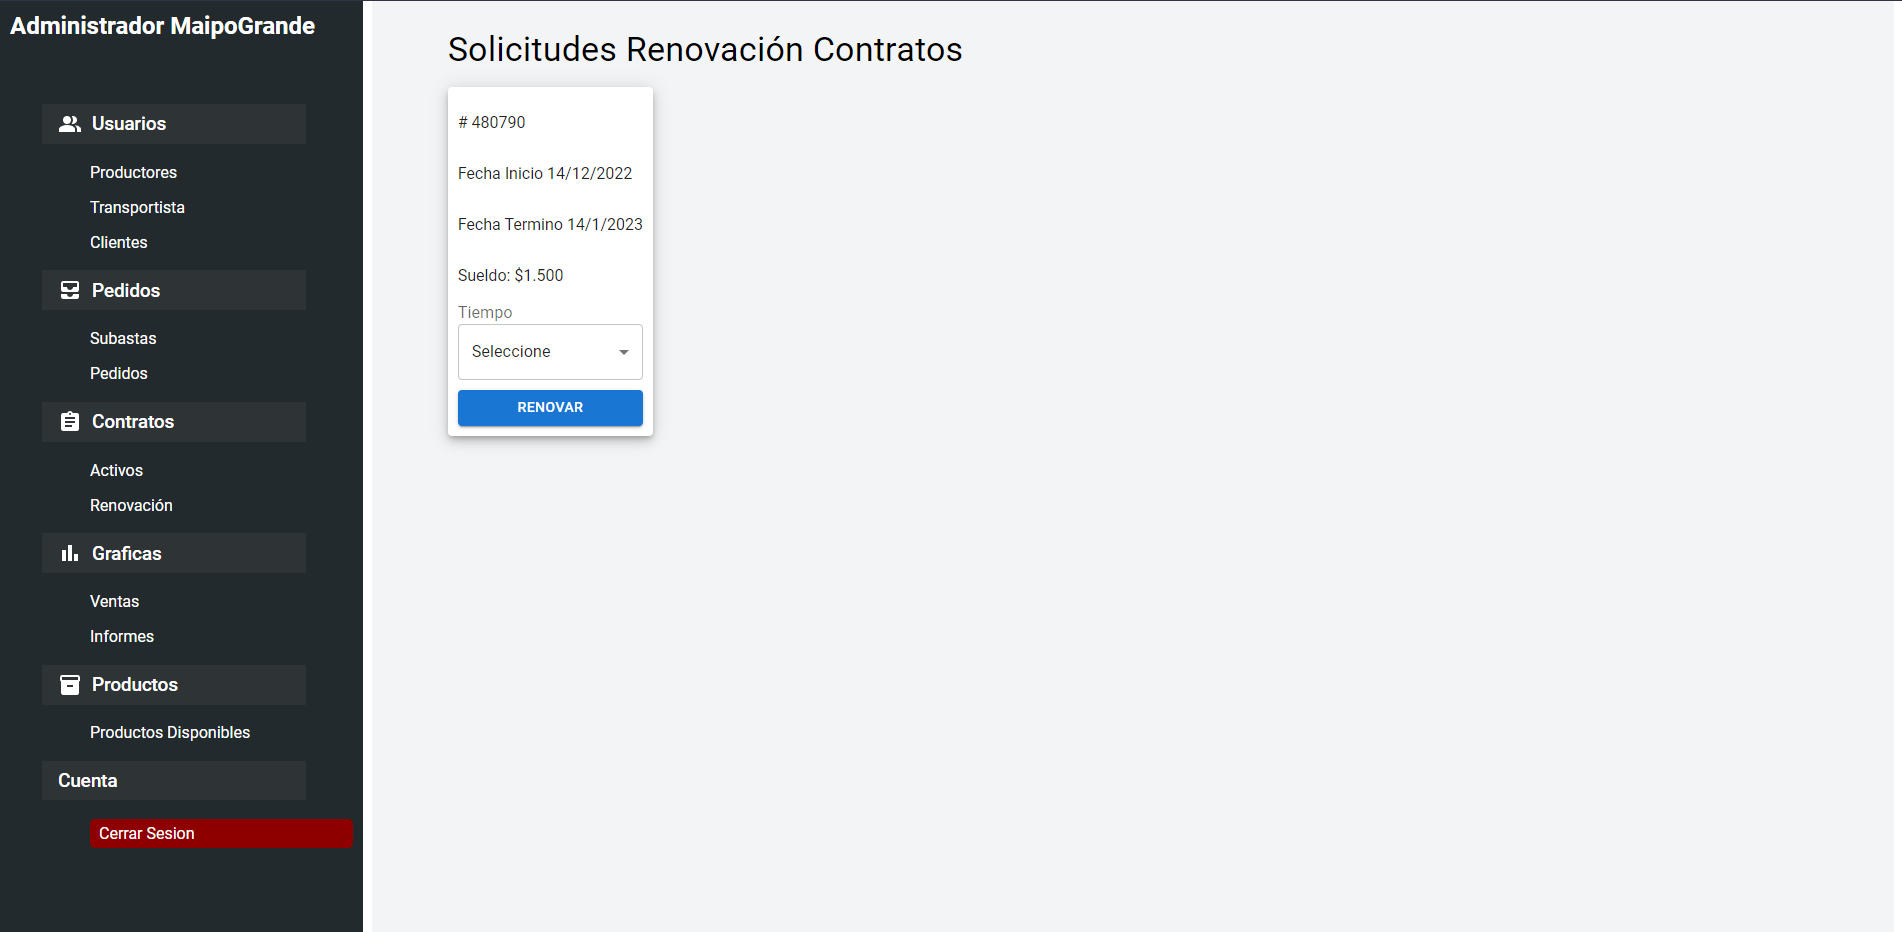 Administrador MaipoGrande
Usuarios
Productores
Transportista
Clientes
Pedidos
Subastas
Pedidos
Contratos
Activos
Renovación
Graficas
Ventas
Informes
Productos
Productos Disponibles
Cuenta
Cerrar Sesion
Solicitudes Renovación Contratos
# 480790
Fecha Inicio 14/12/2022
Fecha Termino 14/1/2023
Sueldo: $1.500
Tiempo
Seleccione
RENOVAR